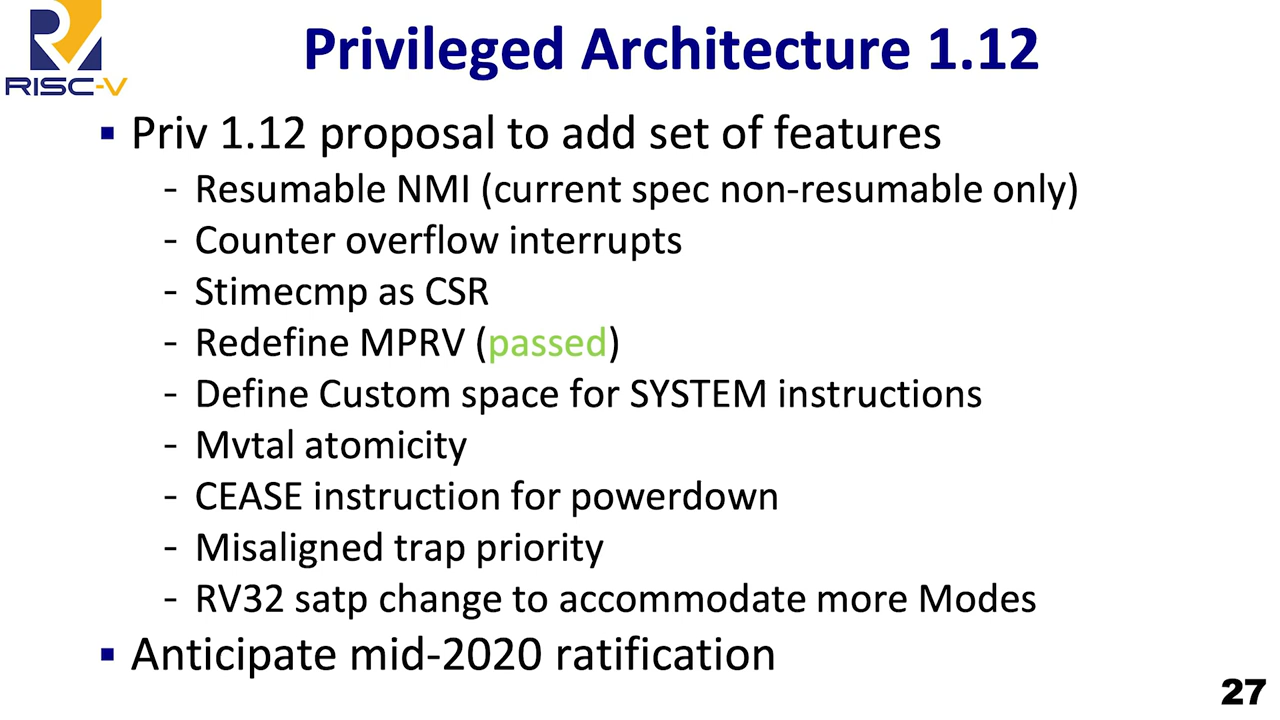 RISC-V
Privileged Architecture 1.12
▪ Priv 1.12 proposal to add set of features
- Resumable NMI (current spec non-resumable only)
- Counter overflow interrupts
- Stimecmp as CSR
- Redefine MPRV (passed)
- Define Custom space for SYSTEM instructions
- Mvtal atomicity
- CEASE instruction for powerdown
- Misaligned trap priority
- RV32 satp change to accommodate more Modes
▪ Anticipate mid-2020 ratification
27